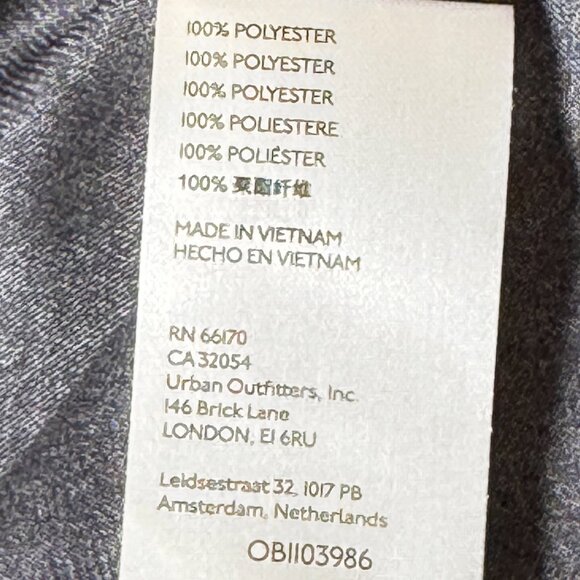 100% POLYESTER
100% POLYESTER
100% POLYESTER
100% POLIESTERE
100% POLIÉSTER
100% 聚酯纤维
MADE IN VIETNAM
HECHO EN VIETNAM
RN 66170
CA 32054
Urban Outfitters, Inc.
146 Brick Lane
LONDON, E1 6RU
Leidsestraat 32, 1017 PB
Amsterdam, Netherlands
OB1103986